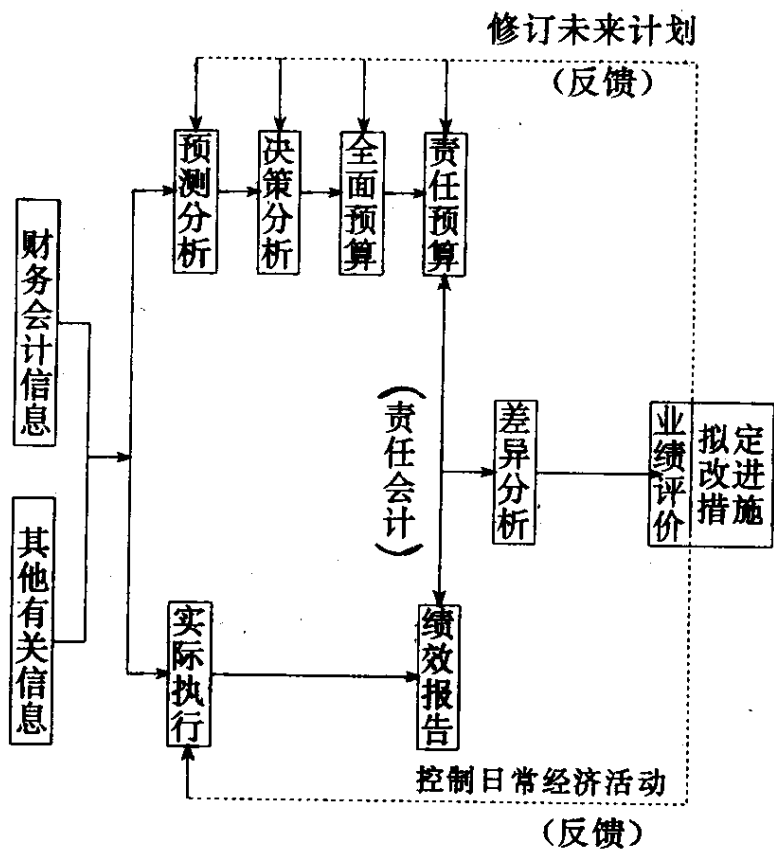 修订未来计划
（反馈）
预测分析
决策分析
全面预算
责任预算
财务会计信息
（责任会计）
差异分析
业绩评价
拟定
改进
措施
其他有关信息
实际执行
绩效报告
控制日常经济活动
（反馈）